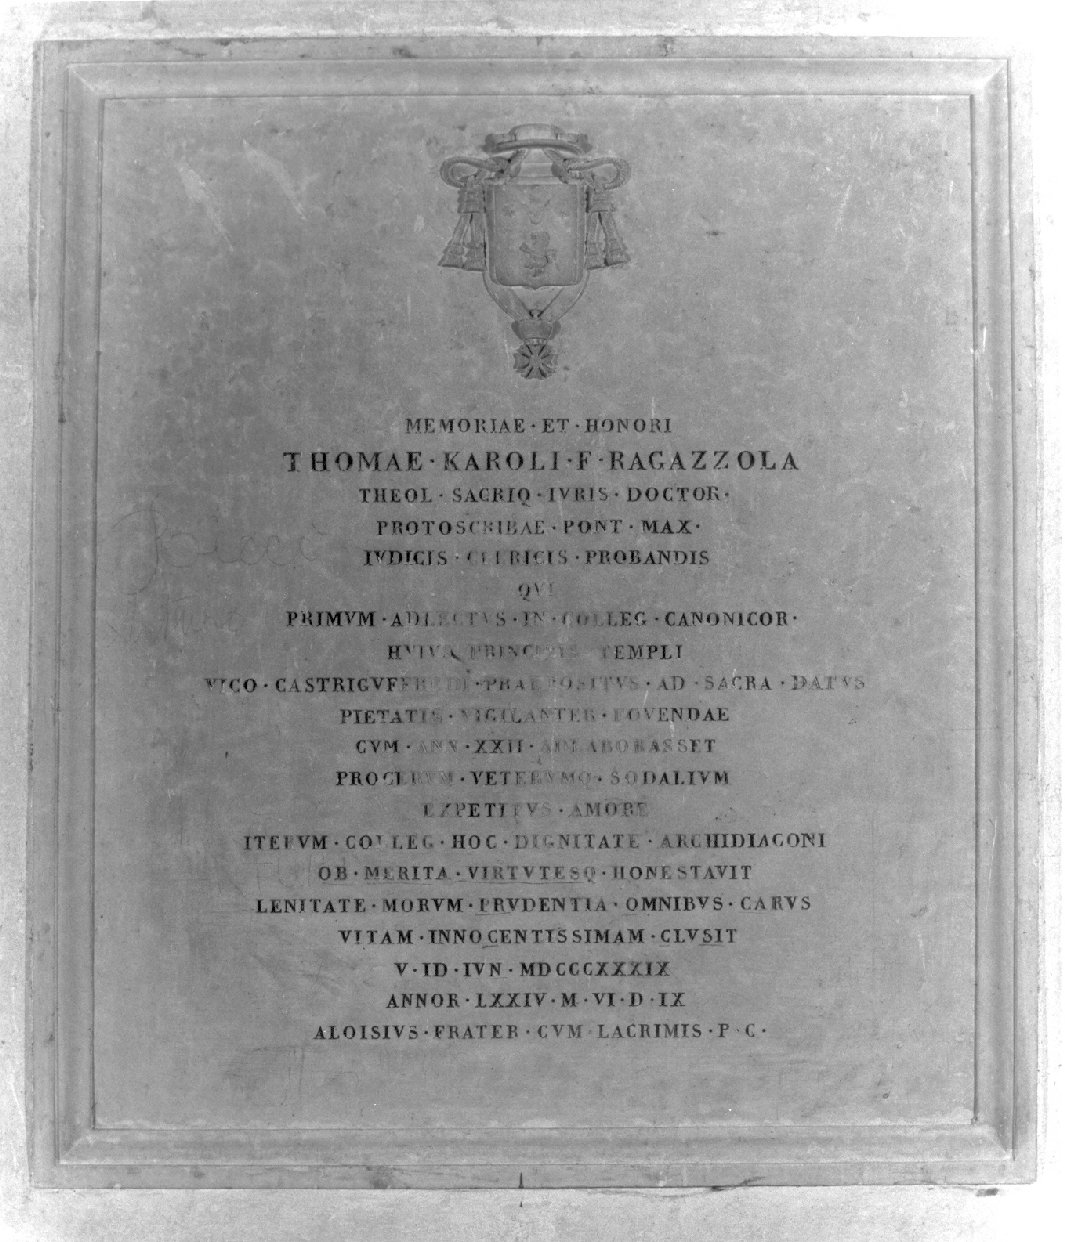 MEMORIAE · ET · HONORI
THOMAE · KAROLI · F · RAGAZZOLA
THEOL · SACRIQ · IVRIS · DOCTOR ·
PROTOSCRIBAE · PONT · MAX ·
IVDICIS · CLERICIS · PROBANDIS
QVI
PRIMVM · ADLECTVS · IN · COLLEG · CANONICOR ·
PRINCIPIS TEMPLI
VICO · CASTRIGVFFREDI · PRAEPOSITVS · AD · SACRA · DATVS
PIETATIS · VIGILANTER · FOVENDAE
CVM · ANN · XXII · ADLABORASSET
PROCERVM · VETERVMQ · SODALIVM
EXPETITVS · AMORE
ITERVM · COLLEG · HOC · DIGNITATE · ARCHIDIACONI
OB · MERITA · VIRTVTESQ · HONESTAVIT
LENITATE · MORVM · PRVDENTIA · OMNIBVS · CARVS
VITAM · INNOCENTISSIMAM · CLVSIT
V · ID · IVN · MDCCCXXXIX
ANNOR · LXXIV · M · VI · D · IX
ALOISIVS · FRATER · CVM · LACRIMIS · P · C ·